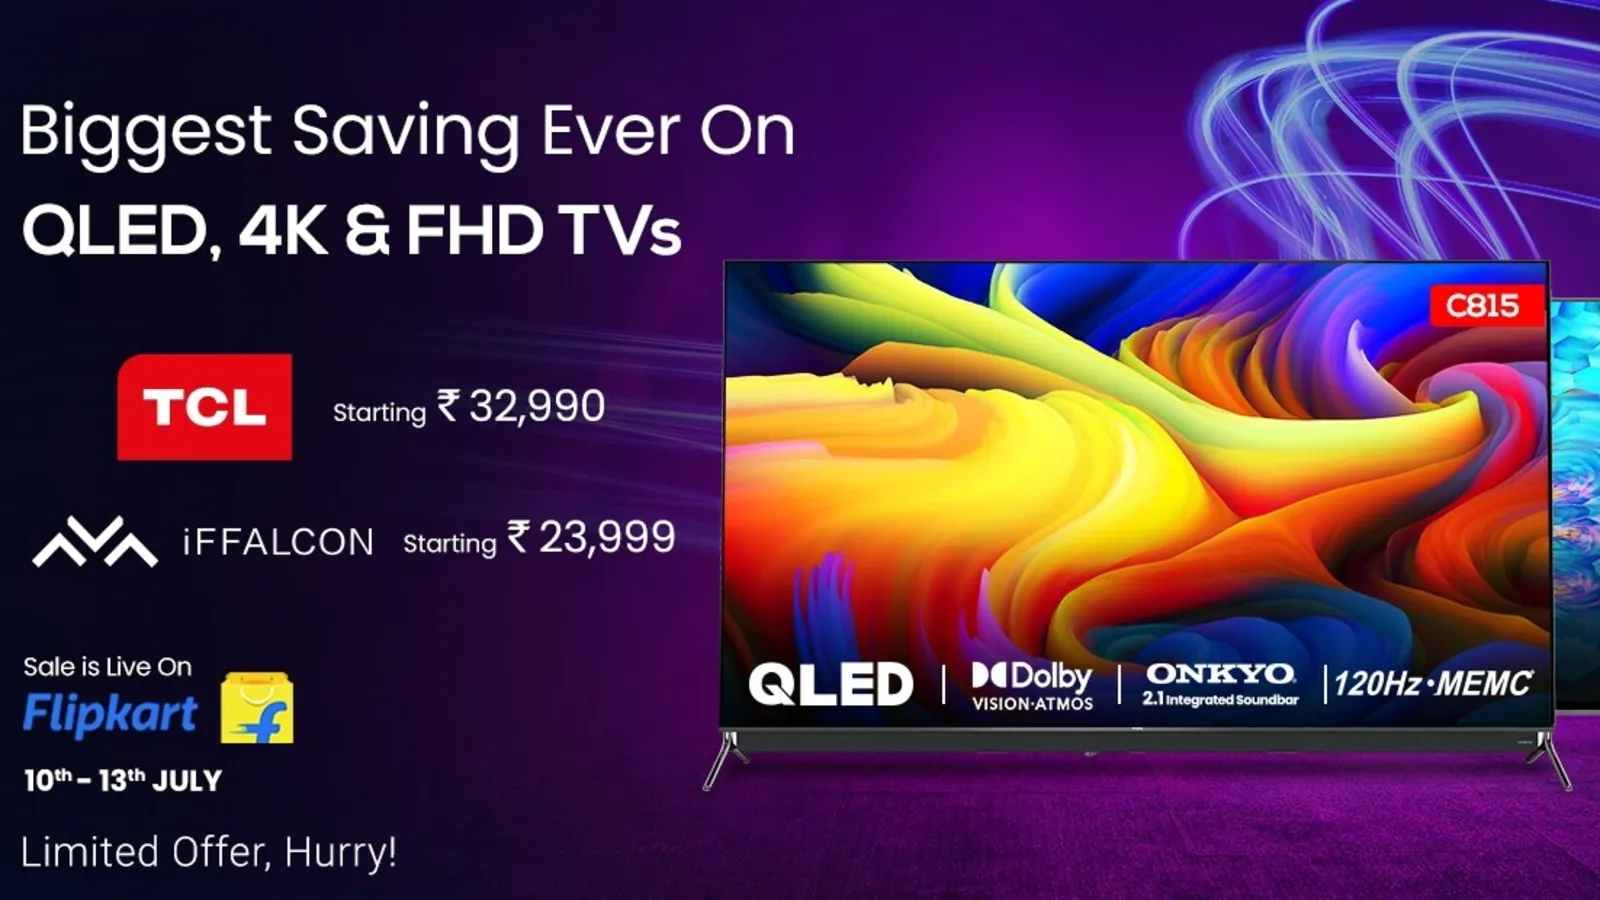 Biggest Saving Ever On
QLED, 4K & FHD TVs
TCL
Starting ₹ 32,990
iFFALCON Starting ₹ 23,999
Sale is Live On
Flipkart
10th - 13th JULY
Limited Offer, Hurry!
C815
QLED | Dolby VISION·ATMOS | ONKYO 2.1 Integrated Soundbar | 120Hz·MEMC